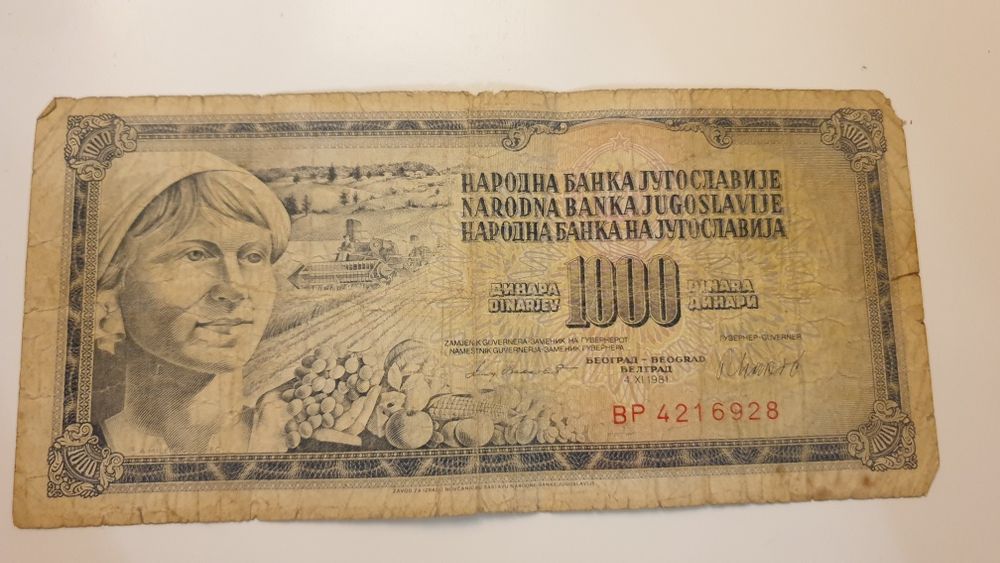 НАРОДНА БАНКА ЈУГОСЛАВИЈЕ
NARODNA BANKA JUGOSLAVIJE
НАРОДНА БАНКА НА ЈУГОСЛАВИЈА
ДИНАРА 1000 DINARA
DINARJEV ДИНАРИ
ZAMJENIK GUVERNERA-ЗАМЕНИК НА ГУВЕРНЕРОТ
NAMESTNIK GUVERNERJA-ЗАМЕНИК ГУВЕРНЕРА
ГУВЕРНЕР-GUVERNER
БЕОГРАД - BEOGRAD
БЕЛГРАД
4. XI 1981
BP 4216928